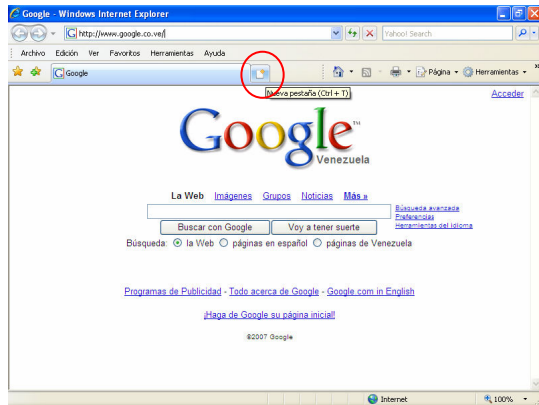 Google - Windows Internet Explorer
http://www.google.co.ve/
Yahoo! Search
Archivo Edición Ver Favoritos Herramientas Ayuda
Google
Página Herramientas »
Nueva pestaña (Ctrl + T)
Acceder
Google™
Venezuela
La Web Imágenes Grupos Noticias Más »
Búsqueda avanzada
Preferencias
Herramientas del idioma
Buscar con Google Voy a tener suerte
Búsqueda: la Web páginas en español páginas de Venezuela
Programas de Publicidad - Todo acerca de Google - Google.com in English
¡Haga de Google su página inicial!
©2007 Google
Internet 100%